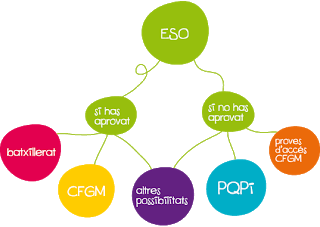 ESO
si has
aprovat
si no has
aprovat
batxillerat
CFGM
altres
possibilitats
PQPi
proves
d'accés
CFGM